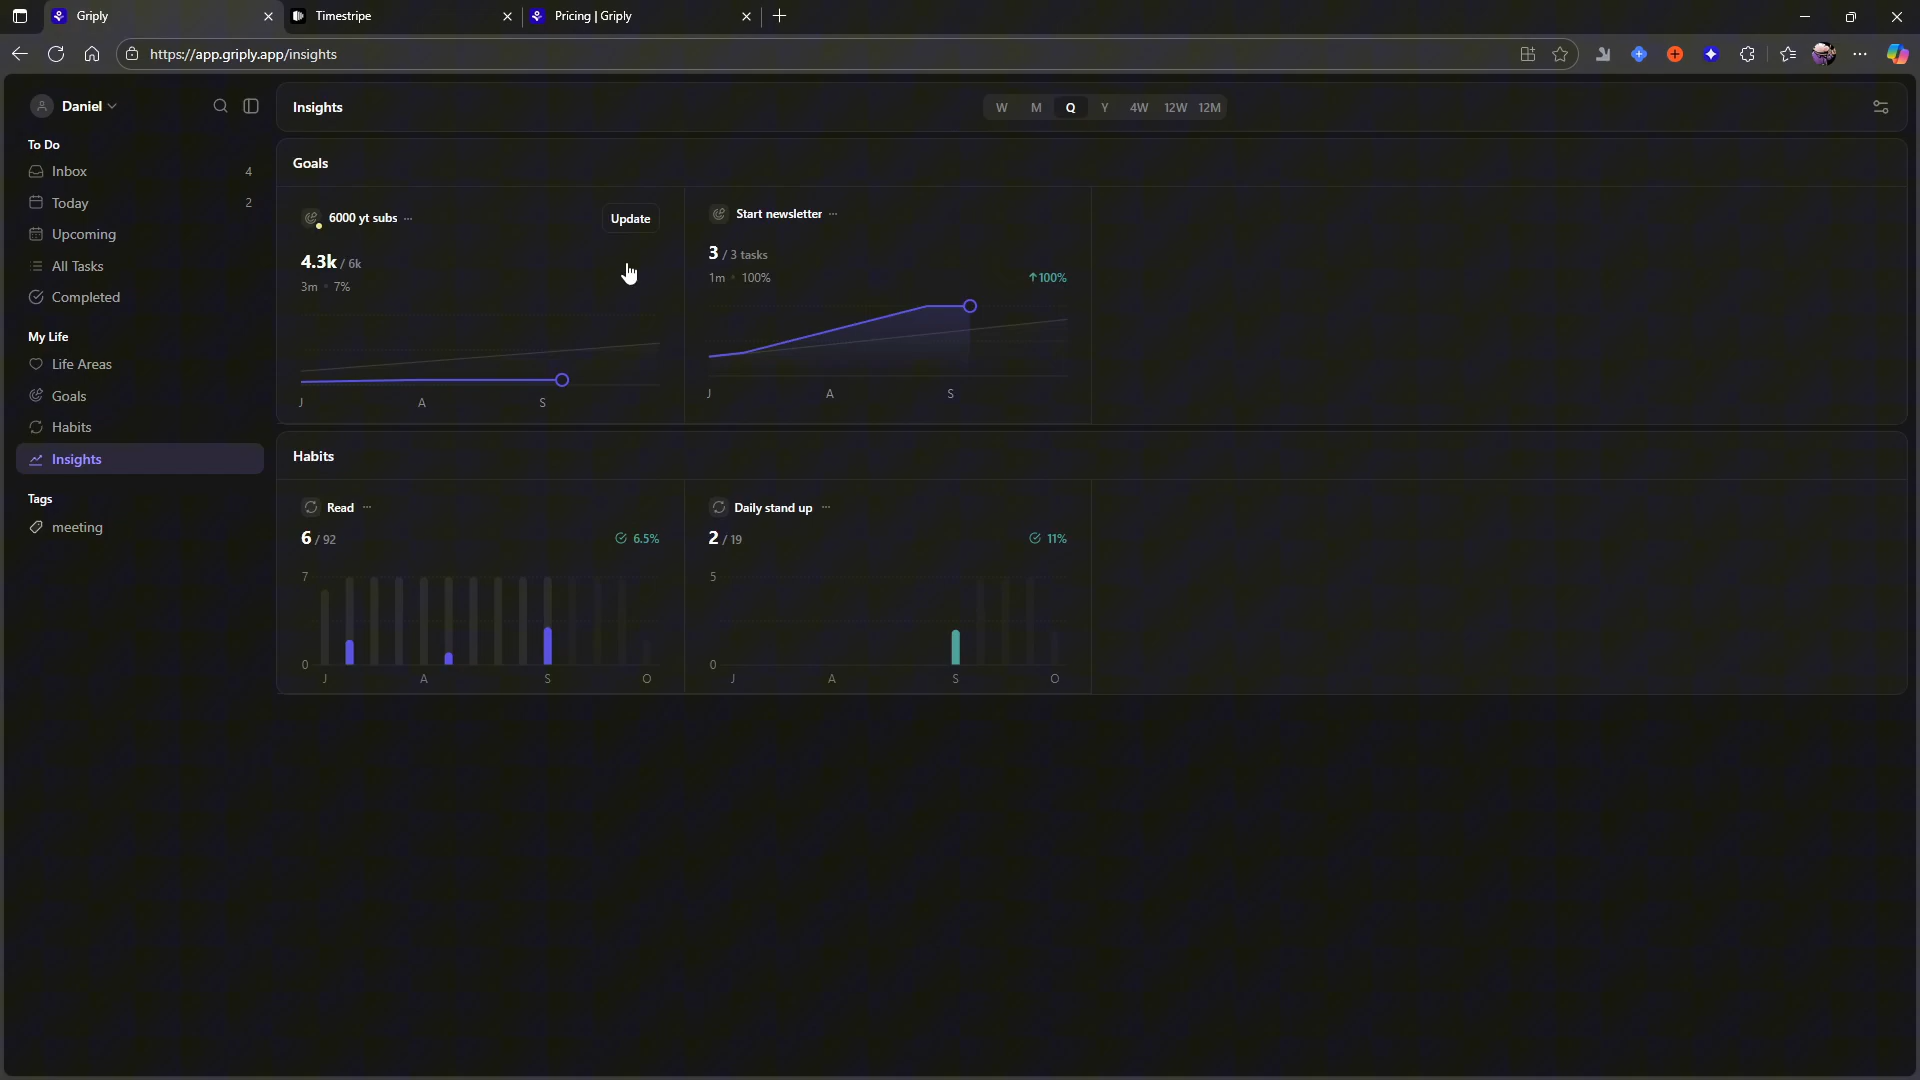 Griply
Timestripe
Pricing | Griply
https://app.griply.app/insights
Daniel
Insights
W M Q Y 4W 12W 12M
To Do
Inbox 4
Today 2
Upcoming
All Tasks
Completed
My Life
Life Areas
Goals
Habits
Insights
Tags
meeting
Goals
6000 yt subs ...
Update
4.3k / 6k
3m • 7%
J A S
Start newsletter ...
3 / 3 tasks
1m • 100%
↑100%
J A S
Habits
Read ...
6 / 92
6.5%
7
0
J A S O
Daily stand up ...
2 / 19
11%
5
0
J A S O